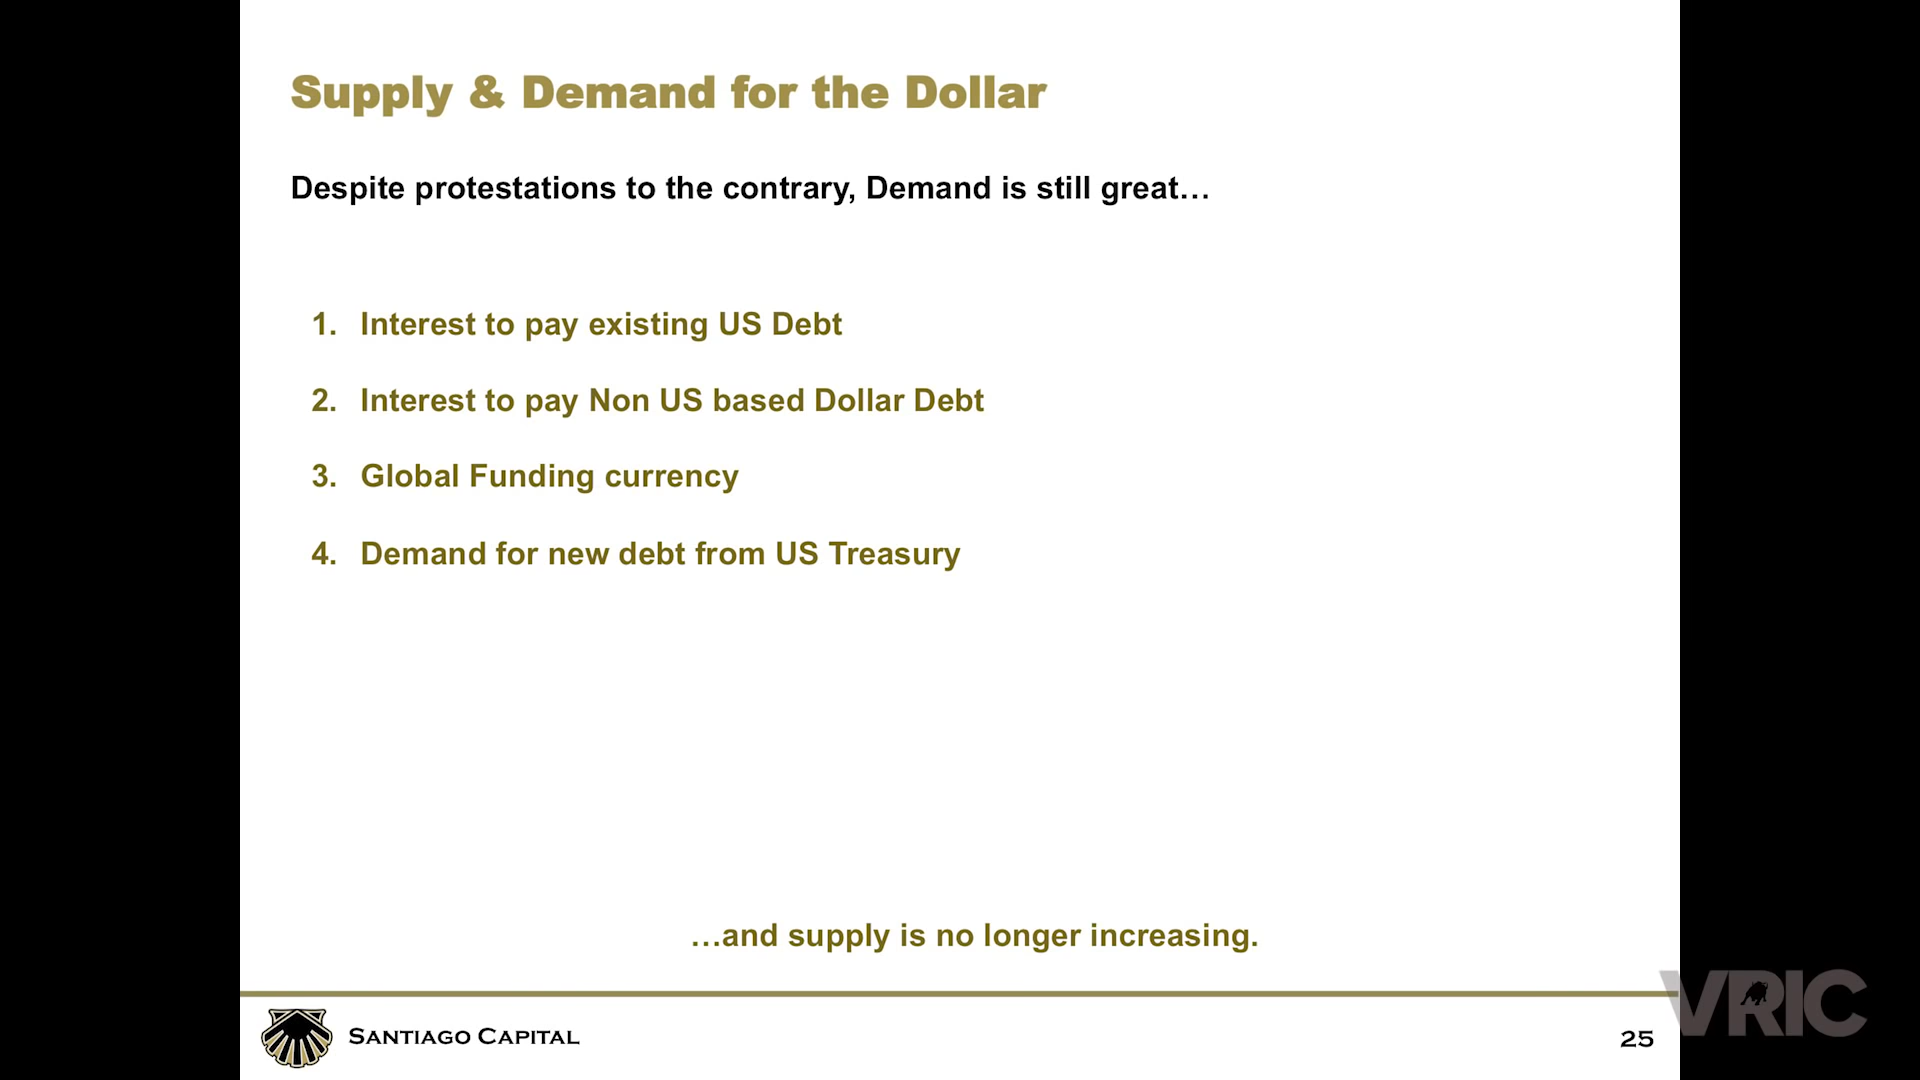 Supply & Demand for the Dollar
Despite protestations to the contrary, Demand is still great…
1. Interest to pay existing US Debt
2. Interest to pay Non US based Dollar Debt
3. Global Funding currency
4. Demand for new debt from US Treasury
…and supply is no longer increasing.
SANTIAGO CAPITAL
25
VRIC